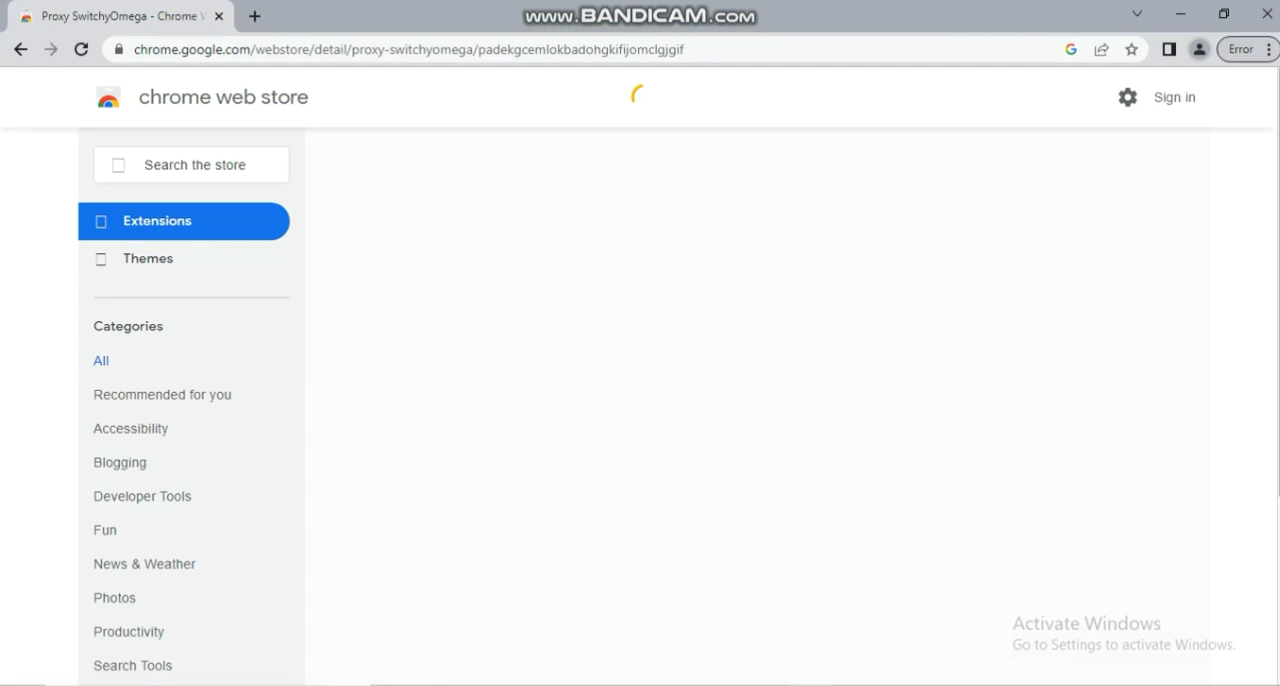 Proxy SwitchyOmega - Chrome
www.BANDICAM.com
chrome.google.com/webstore/detail/proxy-switchyomega/padekgcemlokbadohgkifijomclgjgif
Error
chrome web store
Sign in
Search the store
Extensions
Themes
Categories
All
Recommended for you
Accessibility
Blogging
Developer Tools
Fun
News & Weather
Photos
Productivity
Search Tools
Activate Windows
Go to Settings to activate Windows.